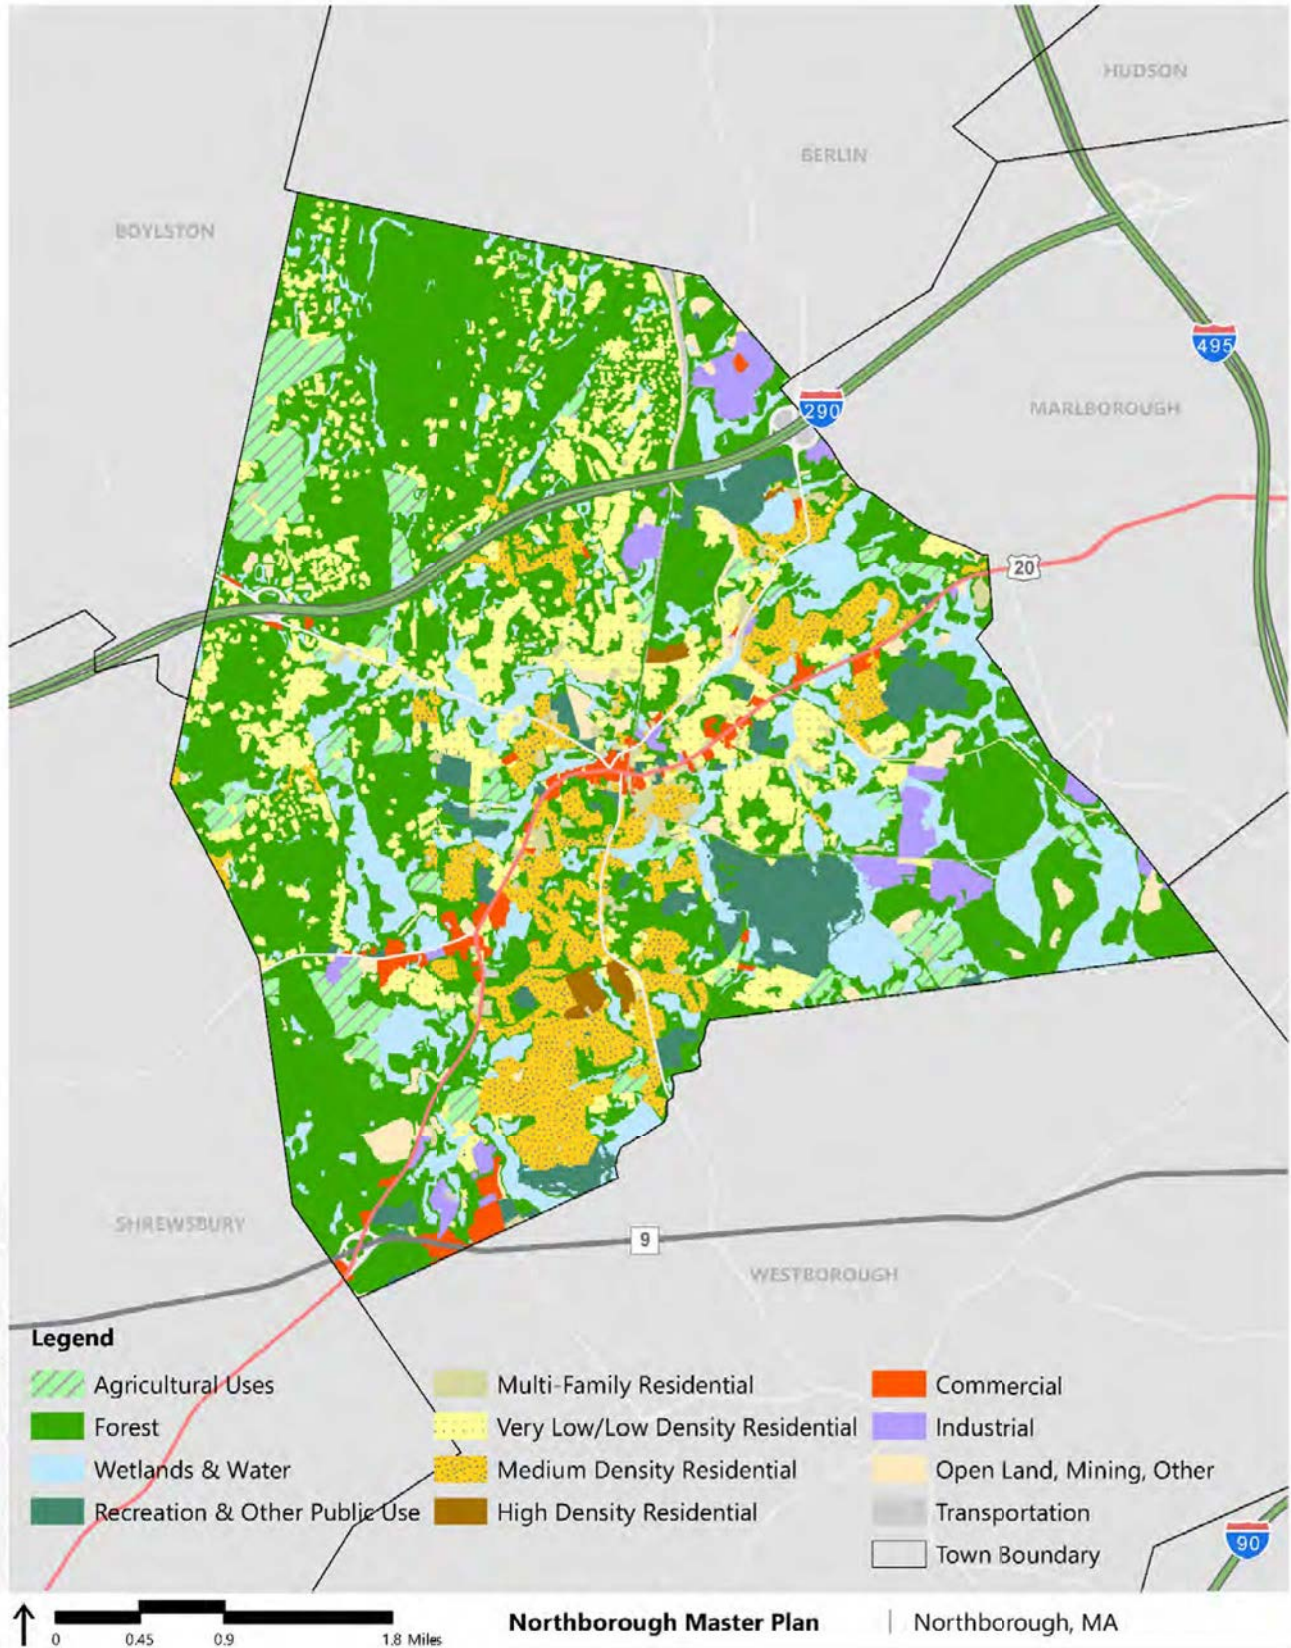 HUDSON
BERLIN
BOYLSTON
495
290
MARLBOROUGH
20
SHREWSBURY
9
WESTBOROUGH
Legend
Agricultural Uses
Forest
Wetlands & Water
Recreation & Other Public Use
Multi-Family Residential
Very Low/Low Density Residential
Medium Density Residential
High Density Residential
Commercial
Industrial
Open Land, Mining, Other
Transportation
Town Boundary
90
0 0.45 0.9 1.8 Miles
Northborough Master Plan | Northborough, MA